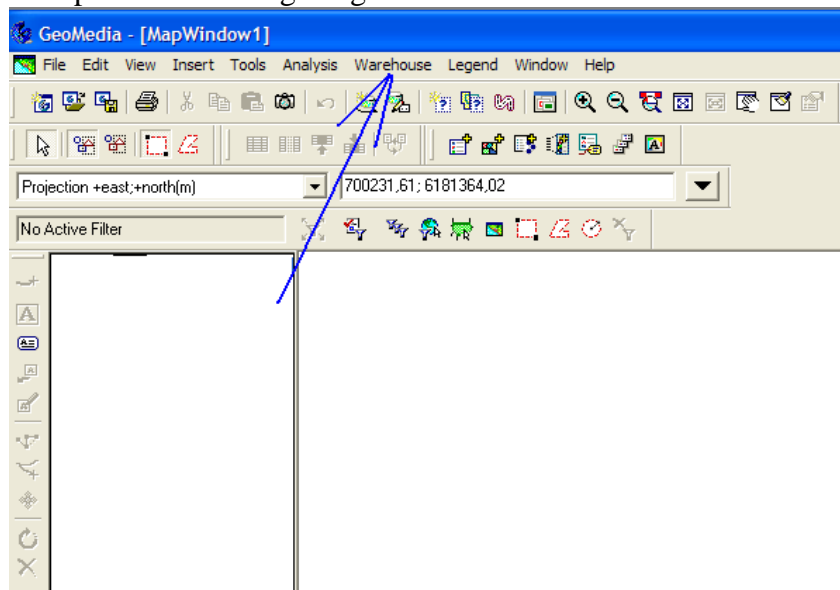 GeoMedia - [MapWindow1]
File Edit View Insert Tools Analysis Warehouse Legend Window Help
Projection +east;+north(m) 700231,61; 6181364,02
No Active Filter